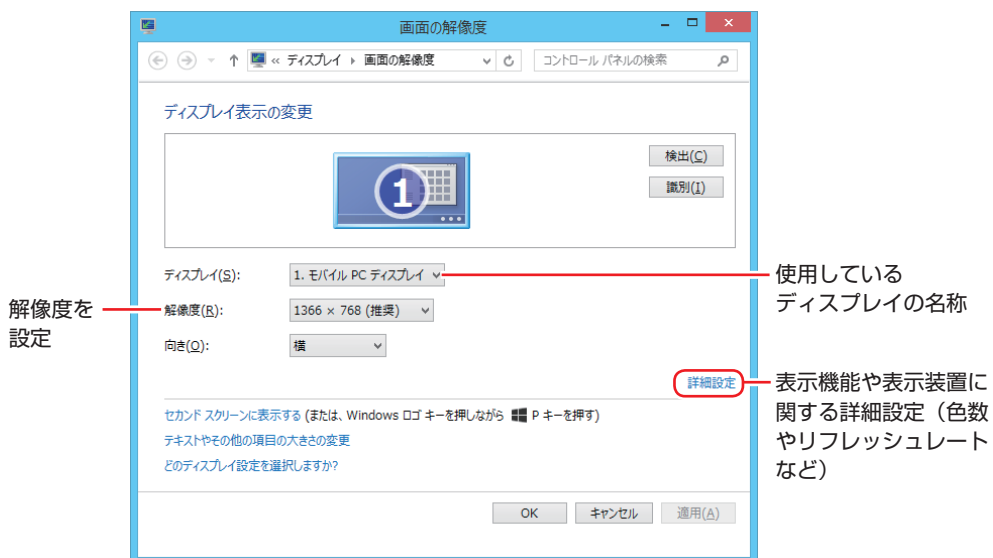 画面の解像度
« ディスプレイ ▸ 画面の解像度
コントロール パネルの検索
ディスプレイ表示の変更
1
検出(C)
識別(I)
ディスプレイ(S):
1. モバイル PC ディスプレイ
使用している
ディスプレイの名称
解像度を
設定
解像度(R):
1366 × 768 (推奨)
向き(O):
横
詳細設定
表示機能や表示装置に
関する詳細設定（色数
やリフレッシュレート
など）
セカンド スクリーンに表示する (または、Windows ロゴ キーを押しながら P キーを押す)
テキストやその他の項目の大きさの変更
どのディスプレイ設定を選択しますか?
OK
キャンセル
適用(A)